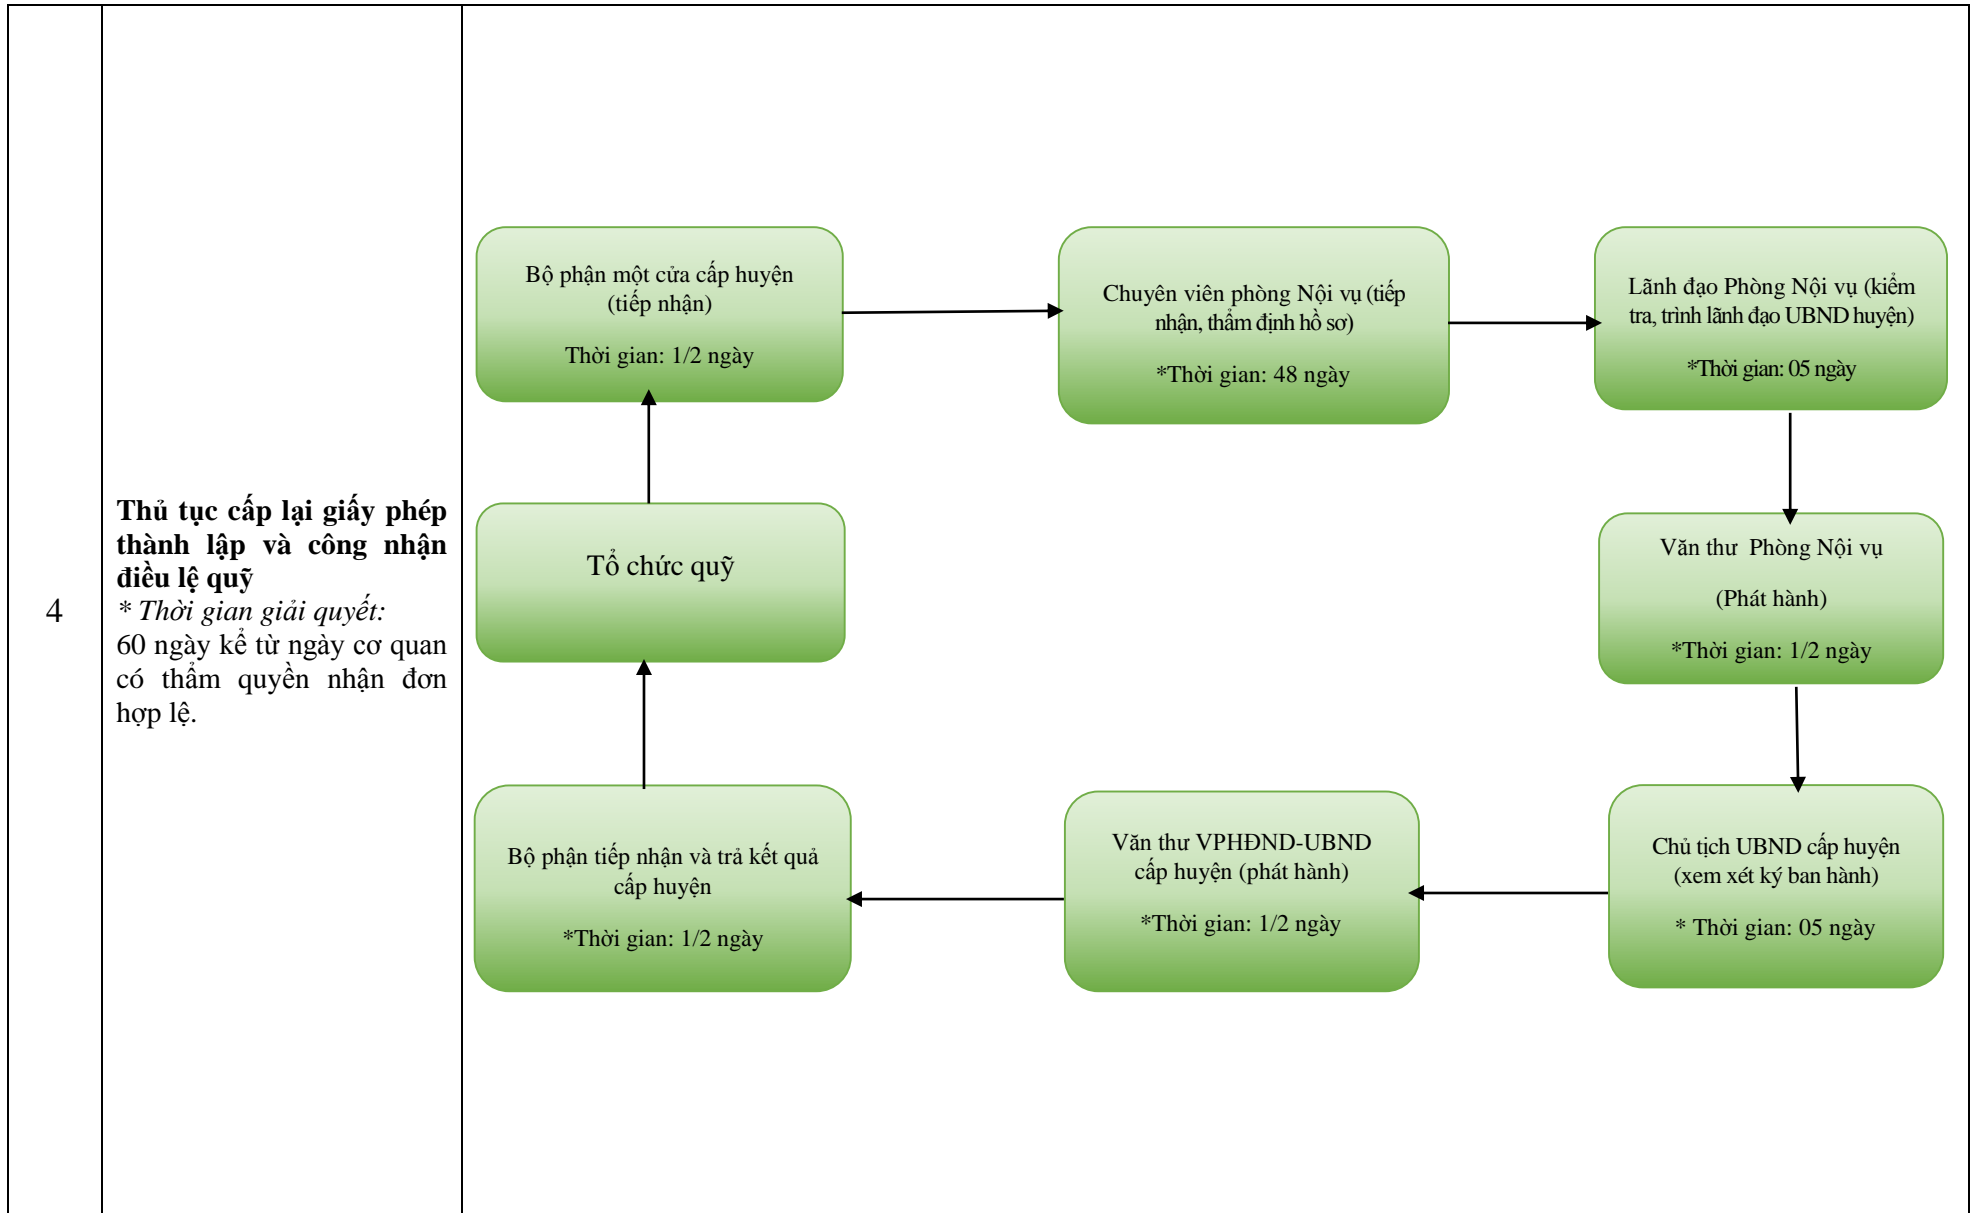 4
Thủ tục cấp lại giấy phép
thành lập và công nhận
điều lệ quỹ
* Thời gian giải quyết:
60 ngày kể từ ngày cơ quan
có thẩm quyền nhận đơn
hợp lệ.
Bộ phận một cửa cấp huyện
(tiếp nhận)
Thời gian: 1/2 ngày
Chuyên viên phòng Nội vụ (tiếp
nhận, thẩm định hồ sơ)
*Thời gian: 48 ngày
Lãnh đạo Phòng Nội vụ (kiểm
tra, trình lãnh đạo UBND huyện)
*Thời gian: 05 ngày
Tổ chức quỹ
Văn thư  Phòng Nội vụ
(Phát hành)
*Thời gian: 1/2 ngày
Bộ phận tiếp nhận và trả kết quả
cấp huyện
*Thời gian: 1/2 ngày
Văn thư VPHĐND-UBND
cấp huyện (phát hành)
*Thời gian: 1/2 ngày
Chủ tịch UBND cấp huyện
(xem xét ký ban hành)
* Thời gian: 05 ngày